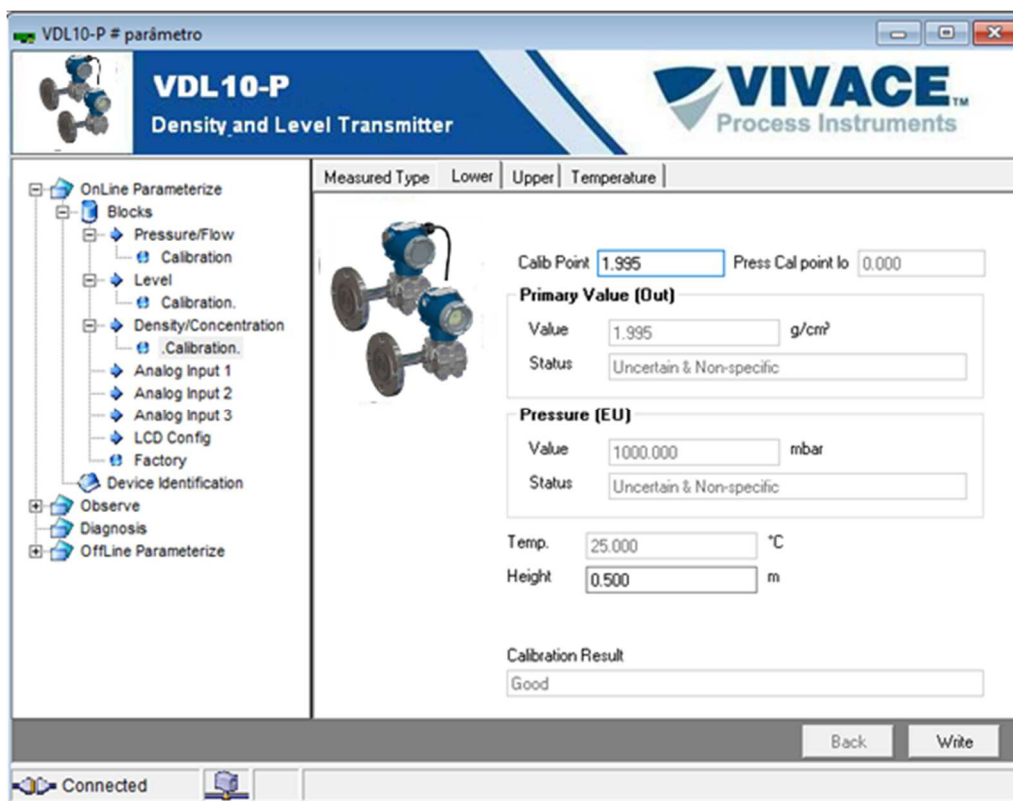 VDL10-P # parâmetro
VDL10-P
Density and Level Transmitter
VIVACE™
Process Instruments
OnLine Parameterize
Blocks
Pressure/Flow
Calibration
Level
Calibration.
Density/Concentration
.Calibration.
Analog Input 1
Analog Input 2
Analog Input 3
LCD Config
Factory
Device Identification
Observe
Diagnosis
OffLine Parameterize
Measured Type Lower Upper Temperature
Calib Point 1.995 Press Cal point lo 0.000
Primary Value (Out)
Value 1.995 g/cm³
Status Uncertain & Non-specific
Pressure (EU)
Value 1000.000 mbar
Status Uncertain & Non-specific
Temp. 25.000 °C
Height 0.500 m
Calibration Result
Good
Back Write
Connected